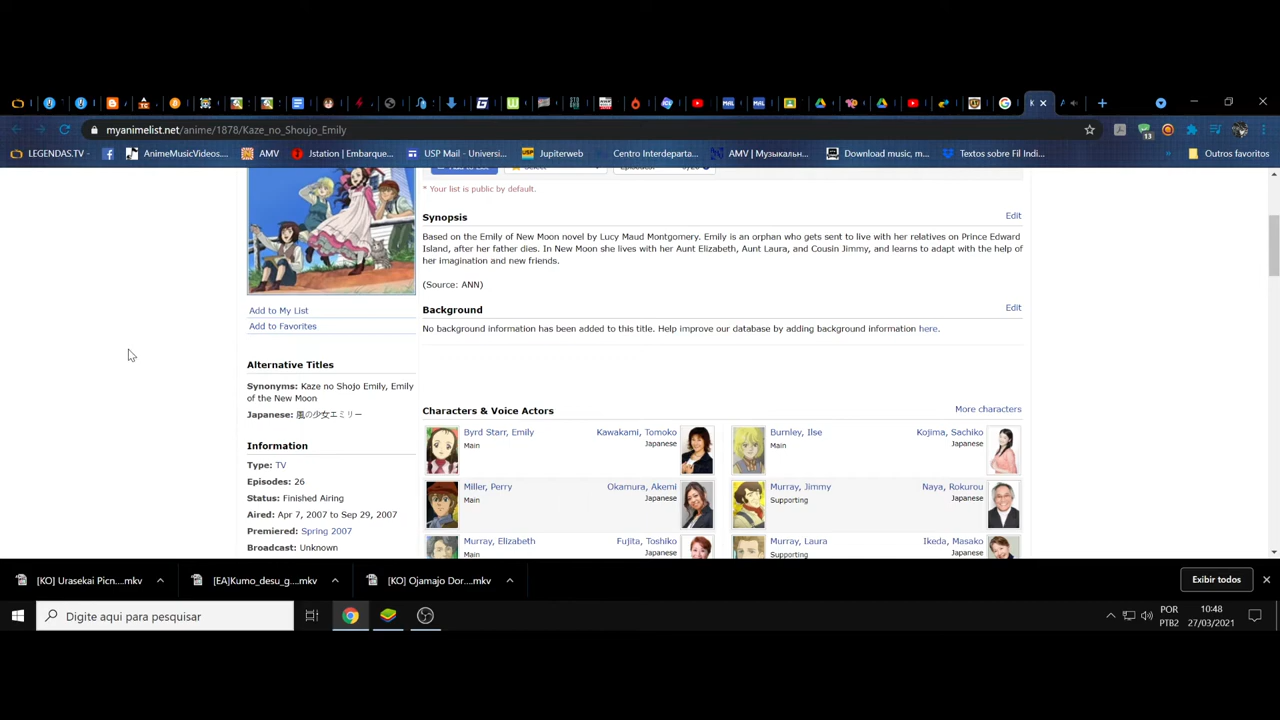 myanimelist.net/anime/1878/Kaze_no_Shoujo_Emily
13
LEGENDAS.TV -
AnimeMusicVideos...
AMV
Jstation | Embarque...
USP Mail - Universi...
Jupiterweb
Centro Interdeparta...
AMV | Музыкальн...
Download music, m...
Textos sobre Fil Indi...
Outros favoritos
* Your list is public by default.
Synopsis
Edit
Based on the Emily of New Moon novel by Lucy Maud Montgomery. Emily is an orphan who gets sent to live with her relatives on Prince Edward
Island, after her father dies. In New Moon she lives with her Aunt Elizabeth, Aunt Laura, and Cousin Jimmy, and learns to adapt with the help of
her imagination and new friends.
(Source: ANN)
Background
Edit
No background information has been added to this title. Help improve our database by adding background information here.
Add to My List
Add to Favorites
Alternative Titles
Synonyms: Kaze no Shojo Emily, Emily
of the New Moon
Japanese: 風の少女エミリー
Information
Type: TV
Episodes: 26
Status: Finished Airing
Aired: Apr 7, 2007 to Sep 29, 2007
Premiered: Spring 2007
Broadcast: Unknown
Characters & Voice Actors
More characters
Byrd Starr, Emily
Main
Kawakami, Tomoko
Japanese
Burnley, Ilse
Main
Kojima, Sachiko
Japanese
Miller, Perry
Main
Okamura, Akemi
Japanese
Murray, Jimmy
Supporting
Naya, Rokurou
Japanese
Murray, Elizabeth
Main
Fujita, Toshiko
Japanese
Murray, Laura
Supporting
Ikeda, Masako
Japanese
[KO] Urasekai Picn....mkv
[EA]Kumo_desu_g....mkv
[KO] Ojamajo Dor....mkv
Exibir todos
Digite aqui para pesquisar
POR
PTB2
10:48
27/03/2021